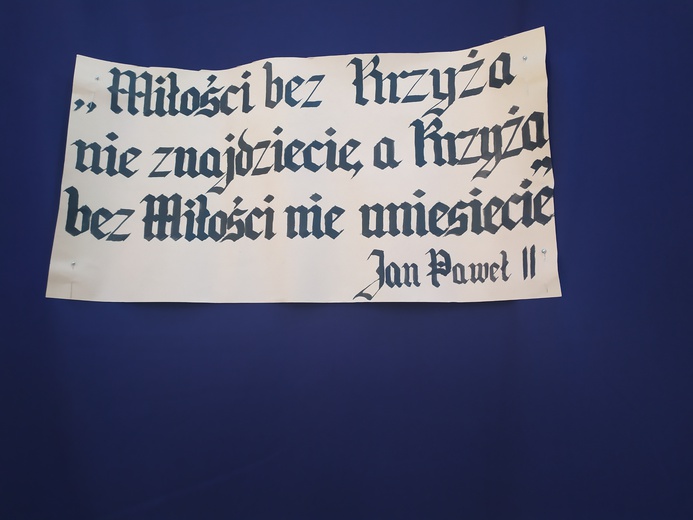 „Miłości bez Krzyża
nie znajdziecie, a Krzyża
bez Miłości nie uniesiecie”
Jan Paweł II